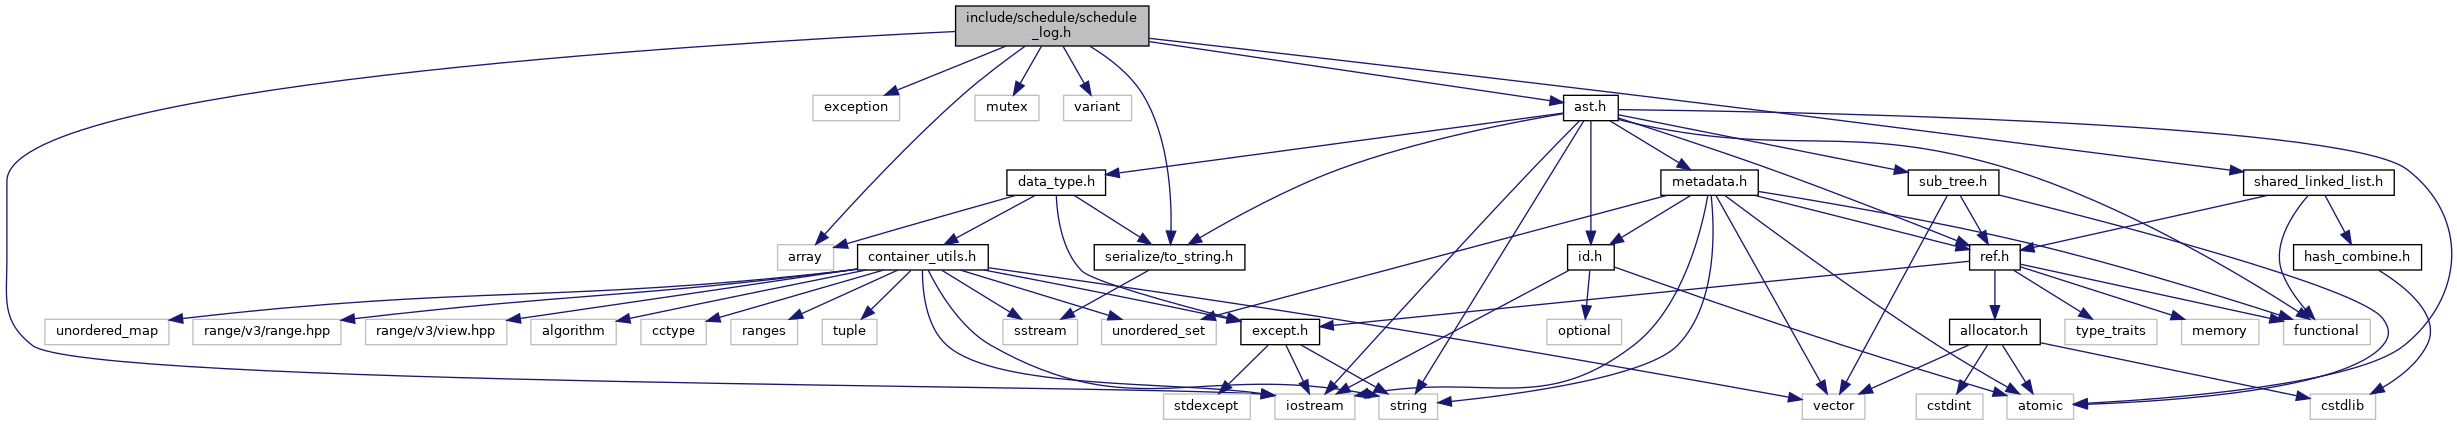 include/schedule/schedule
_log.h
exception
mutex
variant
ast.h
data_type.h
metadata.h
sub_tree.h
shared_linked_list.h
array
container_utils.h
serialize/to_string.h
id.h
ref.h
hash_combine.h
unordered_map
range/v3/range.hpp
range/v3/view.hpp
algorithm
cctype
ranges
tuple
sstream
unordered_set
except.h
optional
allocator.h
type_traits
memory
functional
stdexcept
iostream
string
vector
cstdint
atomic
cstdlib